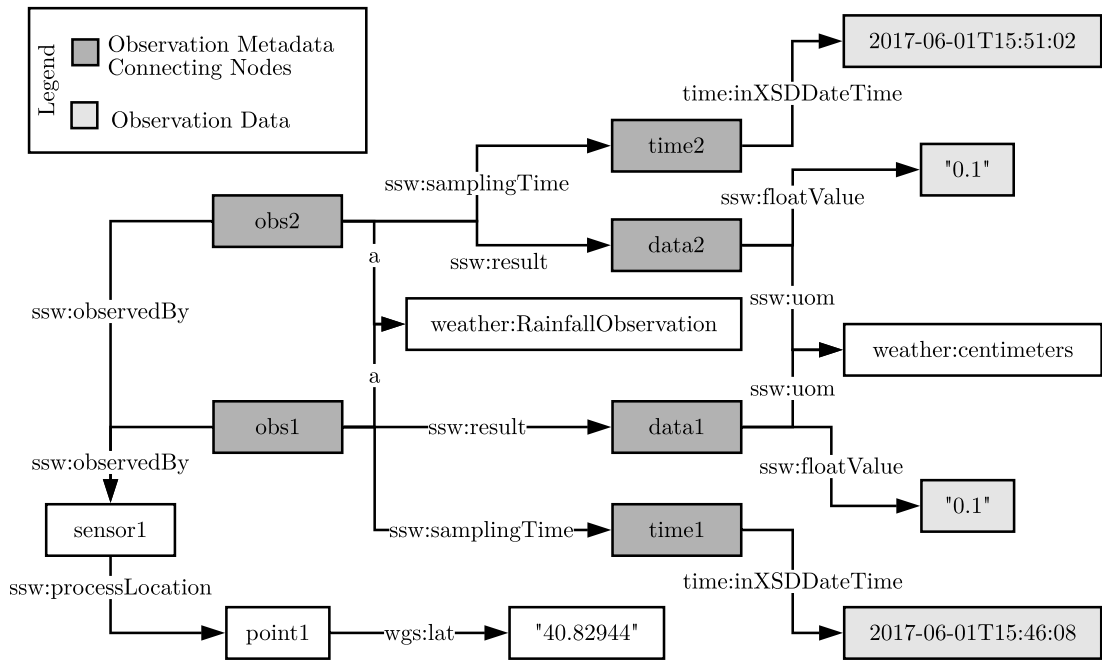 Legend
Observation Metadata
Connecting Nodes
Observation Data
2017-06-01T15:51:02
time:inXSDDateTime
time2
ssw:samplingTime
"0.1"
ssw:floatValue
obs2
data2
a
ssw:result
ssw:uom
ssw:observedBy
weather:RainfallObservation
weather:centimeters
a
ssw:uom
obs1
ssw:result
data1
ssw:observedBy
ssw:floatValue
"0.1"
sensor1
ssw:samplingTime
time1
ssw:processLocation
time:inXSDDateTime
point1
wgs:lat
"40.82944"
2017-06-01T15:46:08